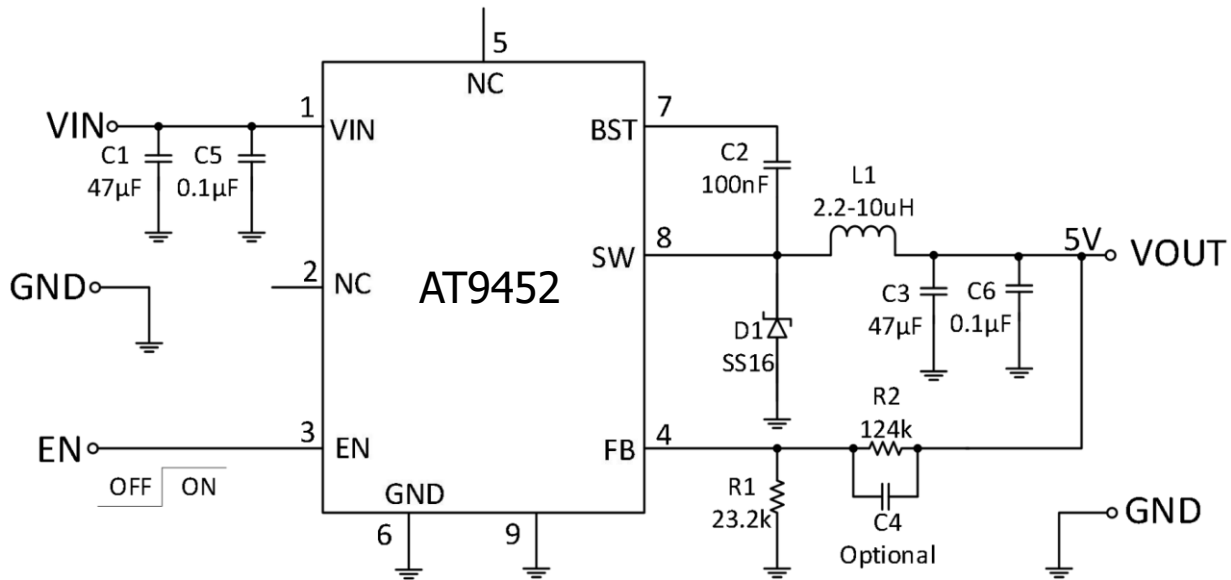 5
NC
1
VIN
VIN
C1
47μF
C5
0.1μF
2
NC
GND
AT9452
7
BST
C2
100nF
L1
2.2-10uH
8
SW
5V
VOUT
C3
47μF
C6
0.1μF
D1
SS16
R2
124k
3
EN
EN
OFF
ON
4
FB
R1
23.2k
C4
Optional
GND
6
9
GND